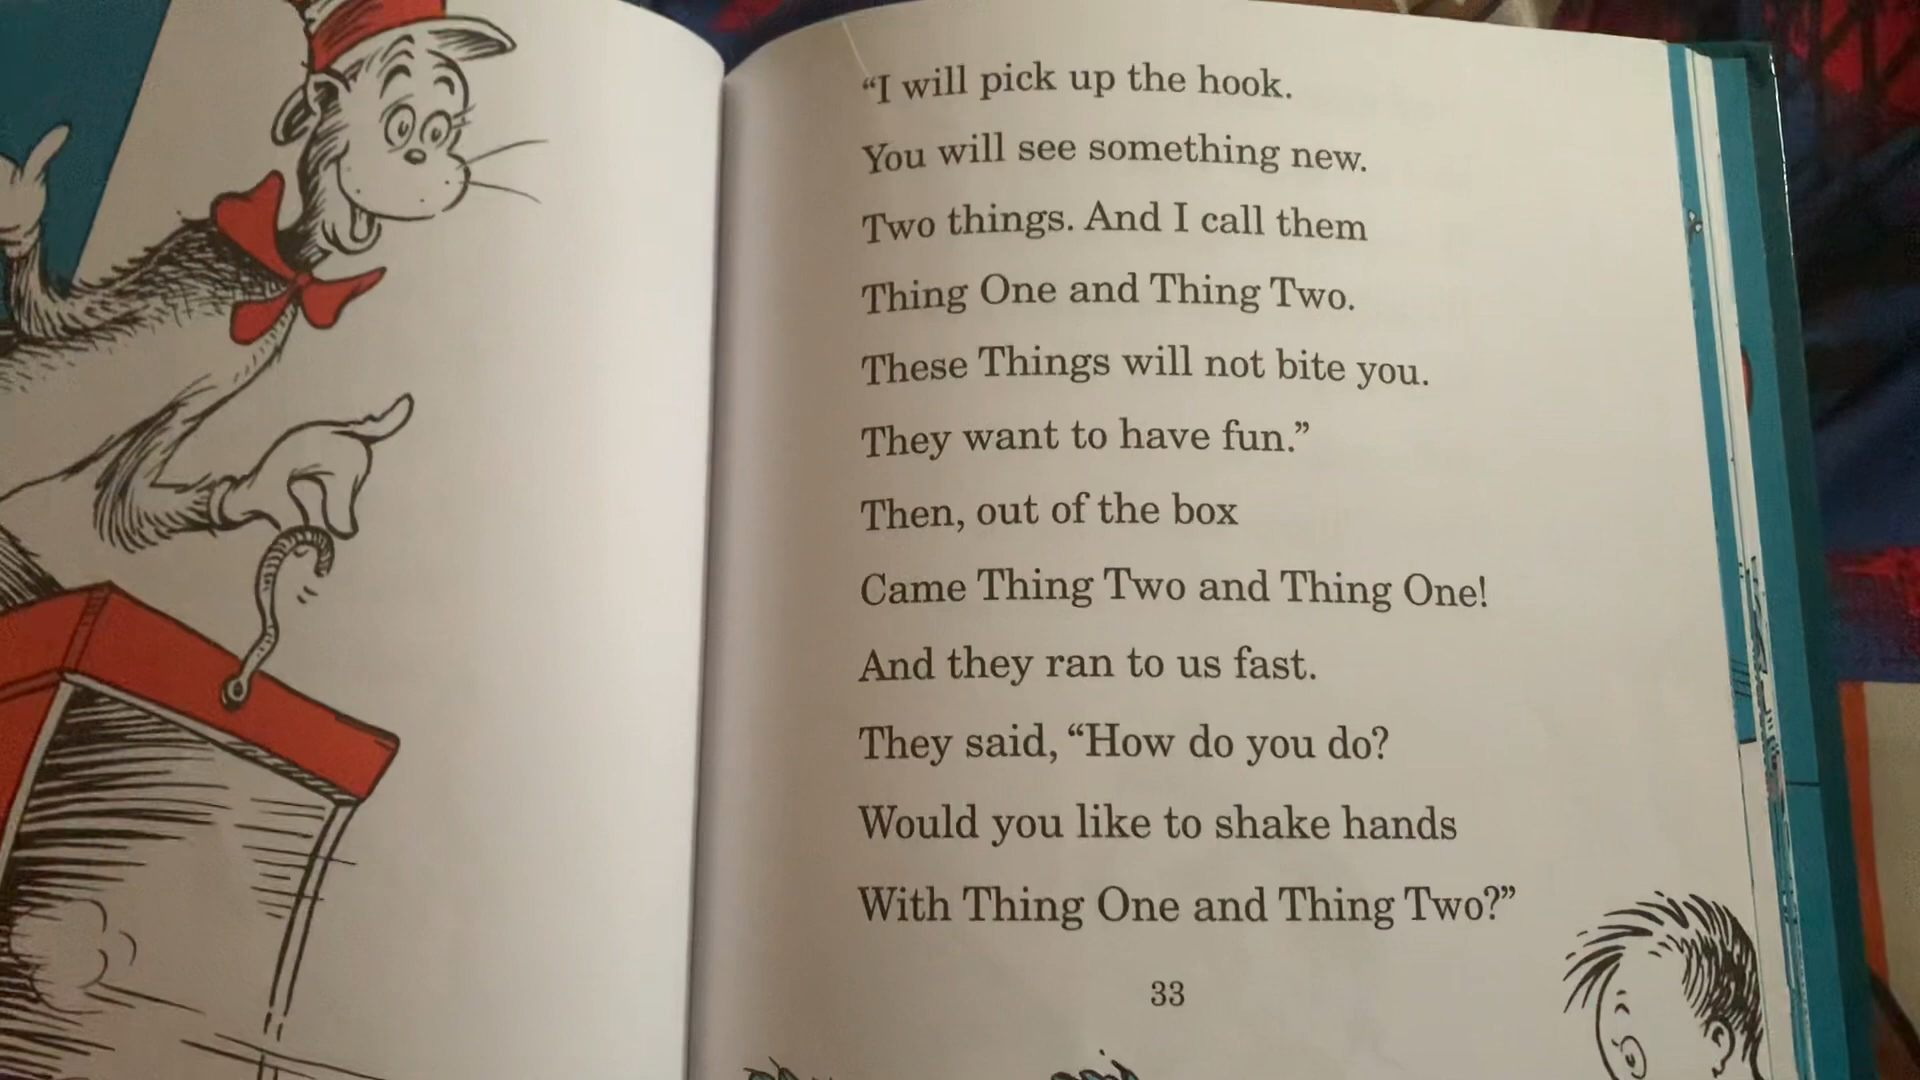 “I will pick up the hook.
You will see something new.
Two things. And I call them
Thing One and Thing Two.
These Things will not bite you.
They want to have fun.”
Then, out of the box
Came Thing Two and Thing One!
And they ran to us fast.
They said, “How do you do?
Would you like to shake hands
With Thing One and Thing Two?”
33